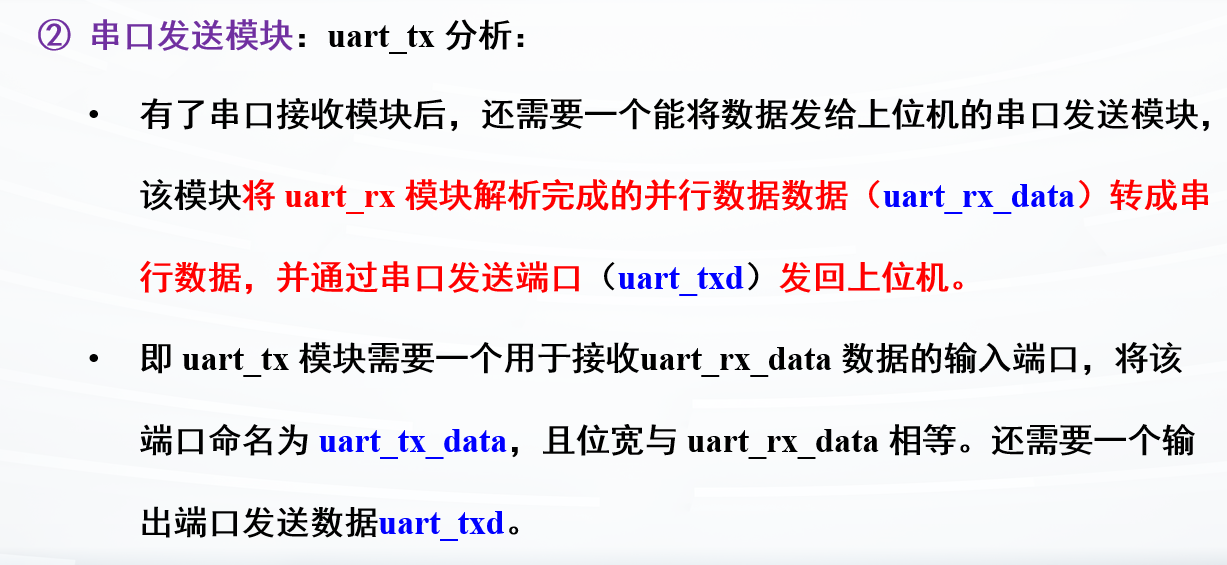 ② 串口发送模块：uart_tx 分析：
• 有了串口接收模块后，还需要一个能将数据发给上位机的串口发送模块，
该模块将 uart_rx 模块解析完成的并行数据数据（uart_rx_data）转成串
行数据，并通过串口发送端口（uart_txd）发回上位机。
• 即 uart_tx 模块需要一个用于接收uart_rx_data 数据的输入端口，将该
端口命名为 uart_tx_data，且位宽与 uart_rx_data 相等。还需要一个输
出端口发送数据uart_txd。